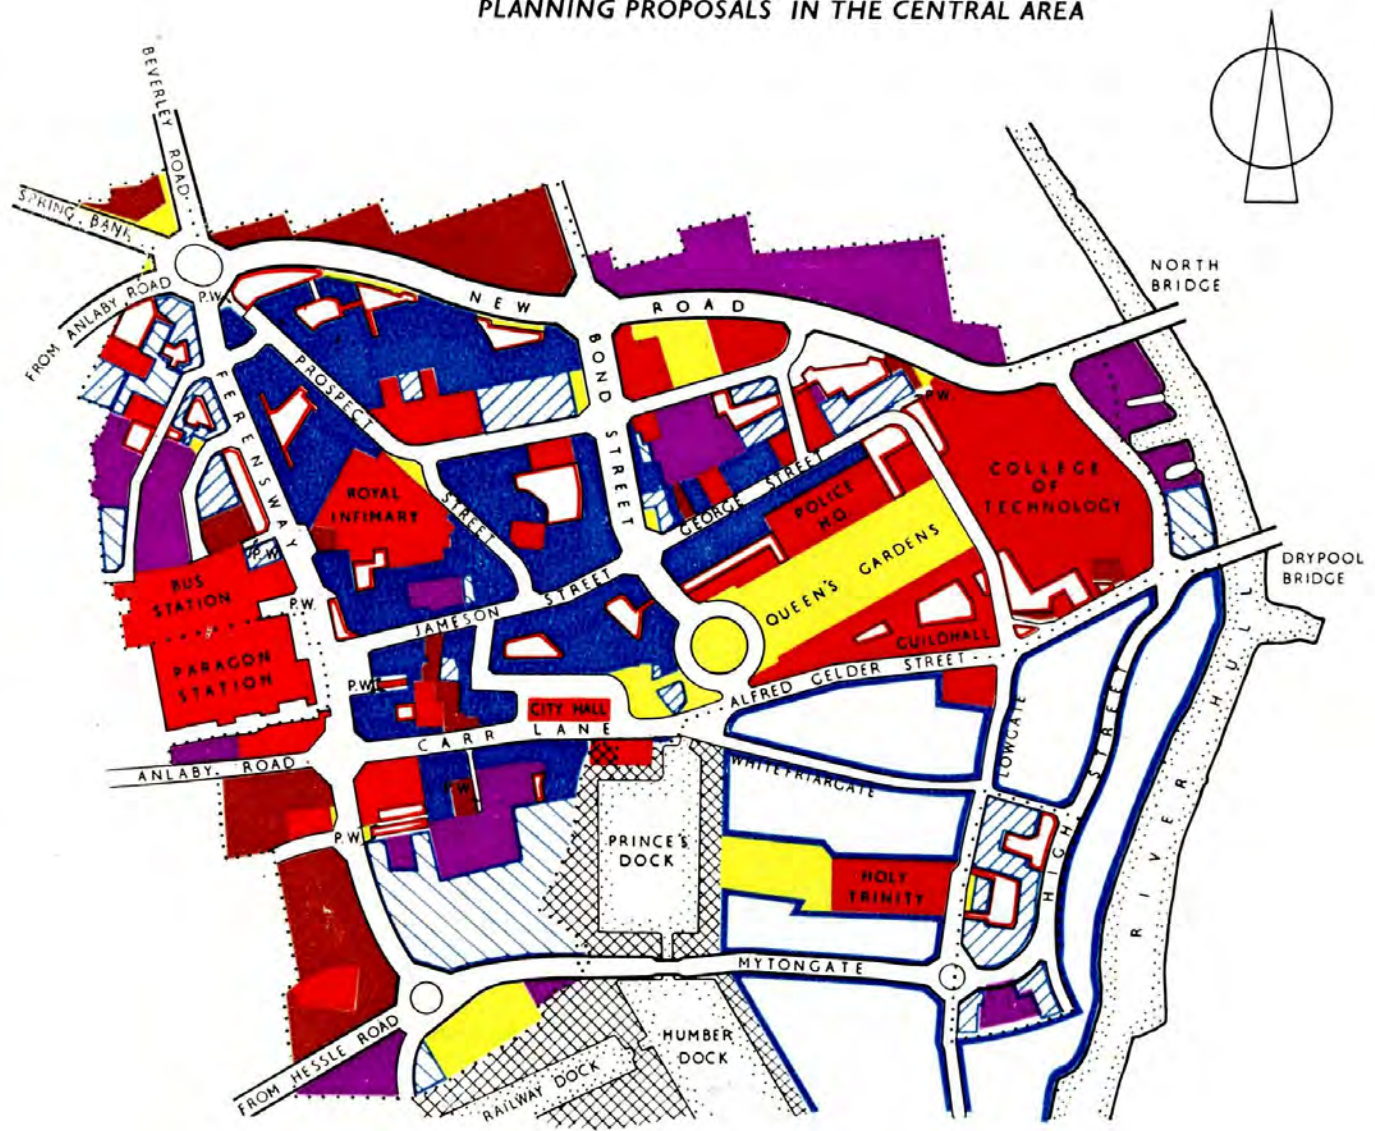 PLANNING PROPOSALS IN THE CENTRAL AREA
BEVERLEY ROAD
SPRING BANK
FROM ANLABY ROAD
P.W.
NEW ROAD
NORTH
BRIDGE
FERENSWAY
PROSPECT STREET
BOND STREET
P.W.
ROYAL
INFIMARY
GEORGE STREET
POLICE
H.Q.
COLLEGE
OF
TECHNOLOGY
P.W.
BUS
STATION
P.W.
QUEEN'S GARDENS
DRYPOOL
BRIDGE
JAMESON STREET
PARAGON
STATION
GUILDHALL
P.W.
ALFRED GELDER STREET
CITY HALL
CARR LANE
LOWGATE
HIGH STREET
RIVER HULL
ANLABY ROAD
WHITEFRIARGATE
P.W.
P.W.
PRINCE'S
DOCK
HOLY
TRINITY
MYTONGATE
FROM HESSLE ROAD
HUMBER
DOCK
RAILWAY DOCK